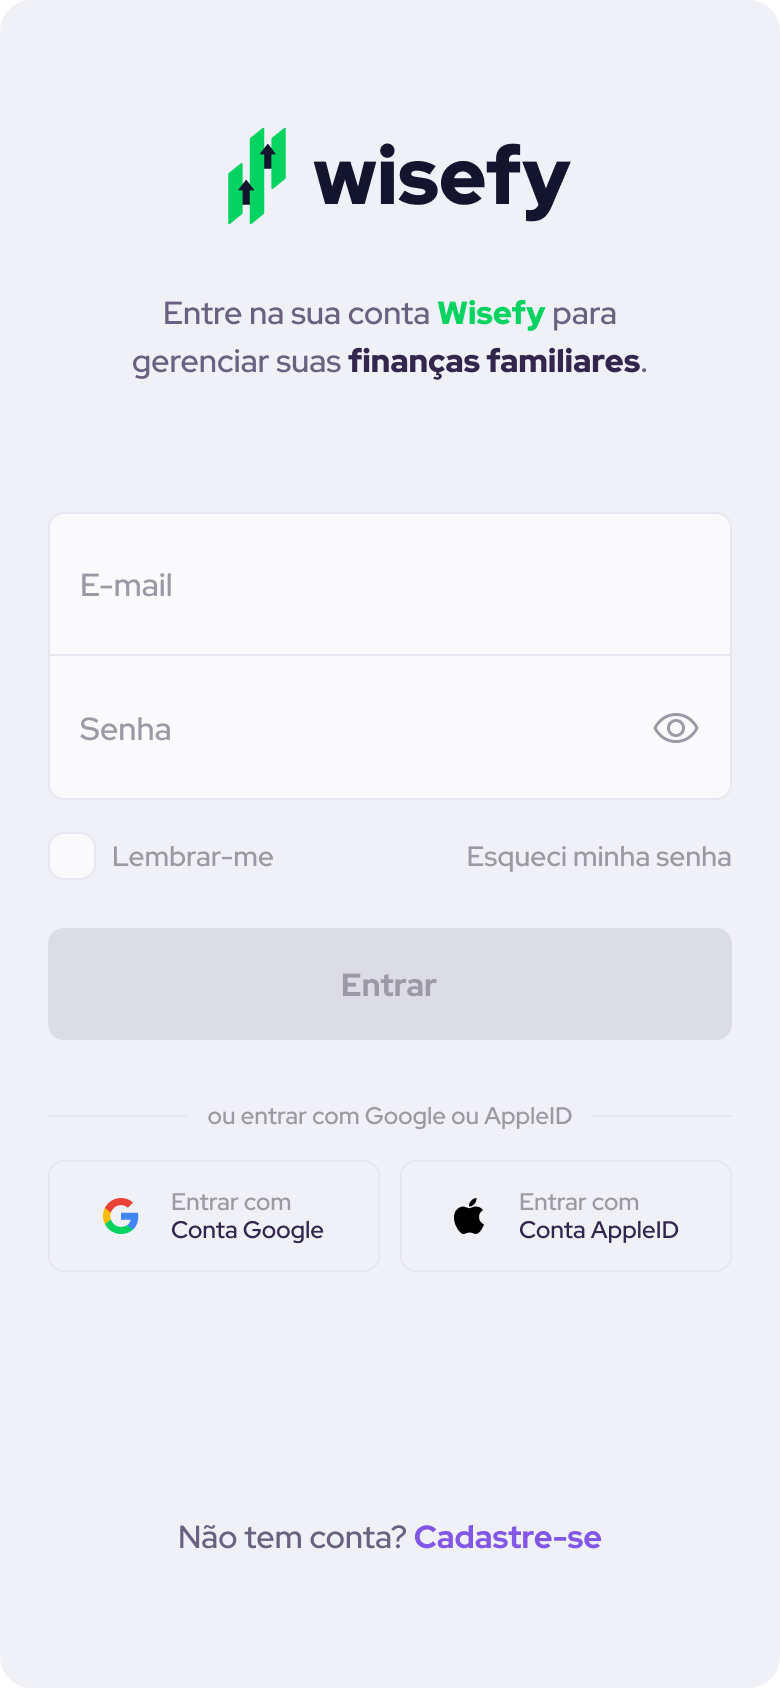 wisefy
Entre na sua conta Wisefy para
gerenciar suas finanças familiares.
E-mail
Senha
Lembrar-me
Esqueci minha senha
Entrar
ou entrar com Google ou AppleID
Entrar com
Conta Google
Entrar com
Conta AppleID
Não tem conta? Cadastre-se